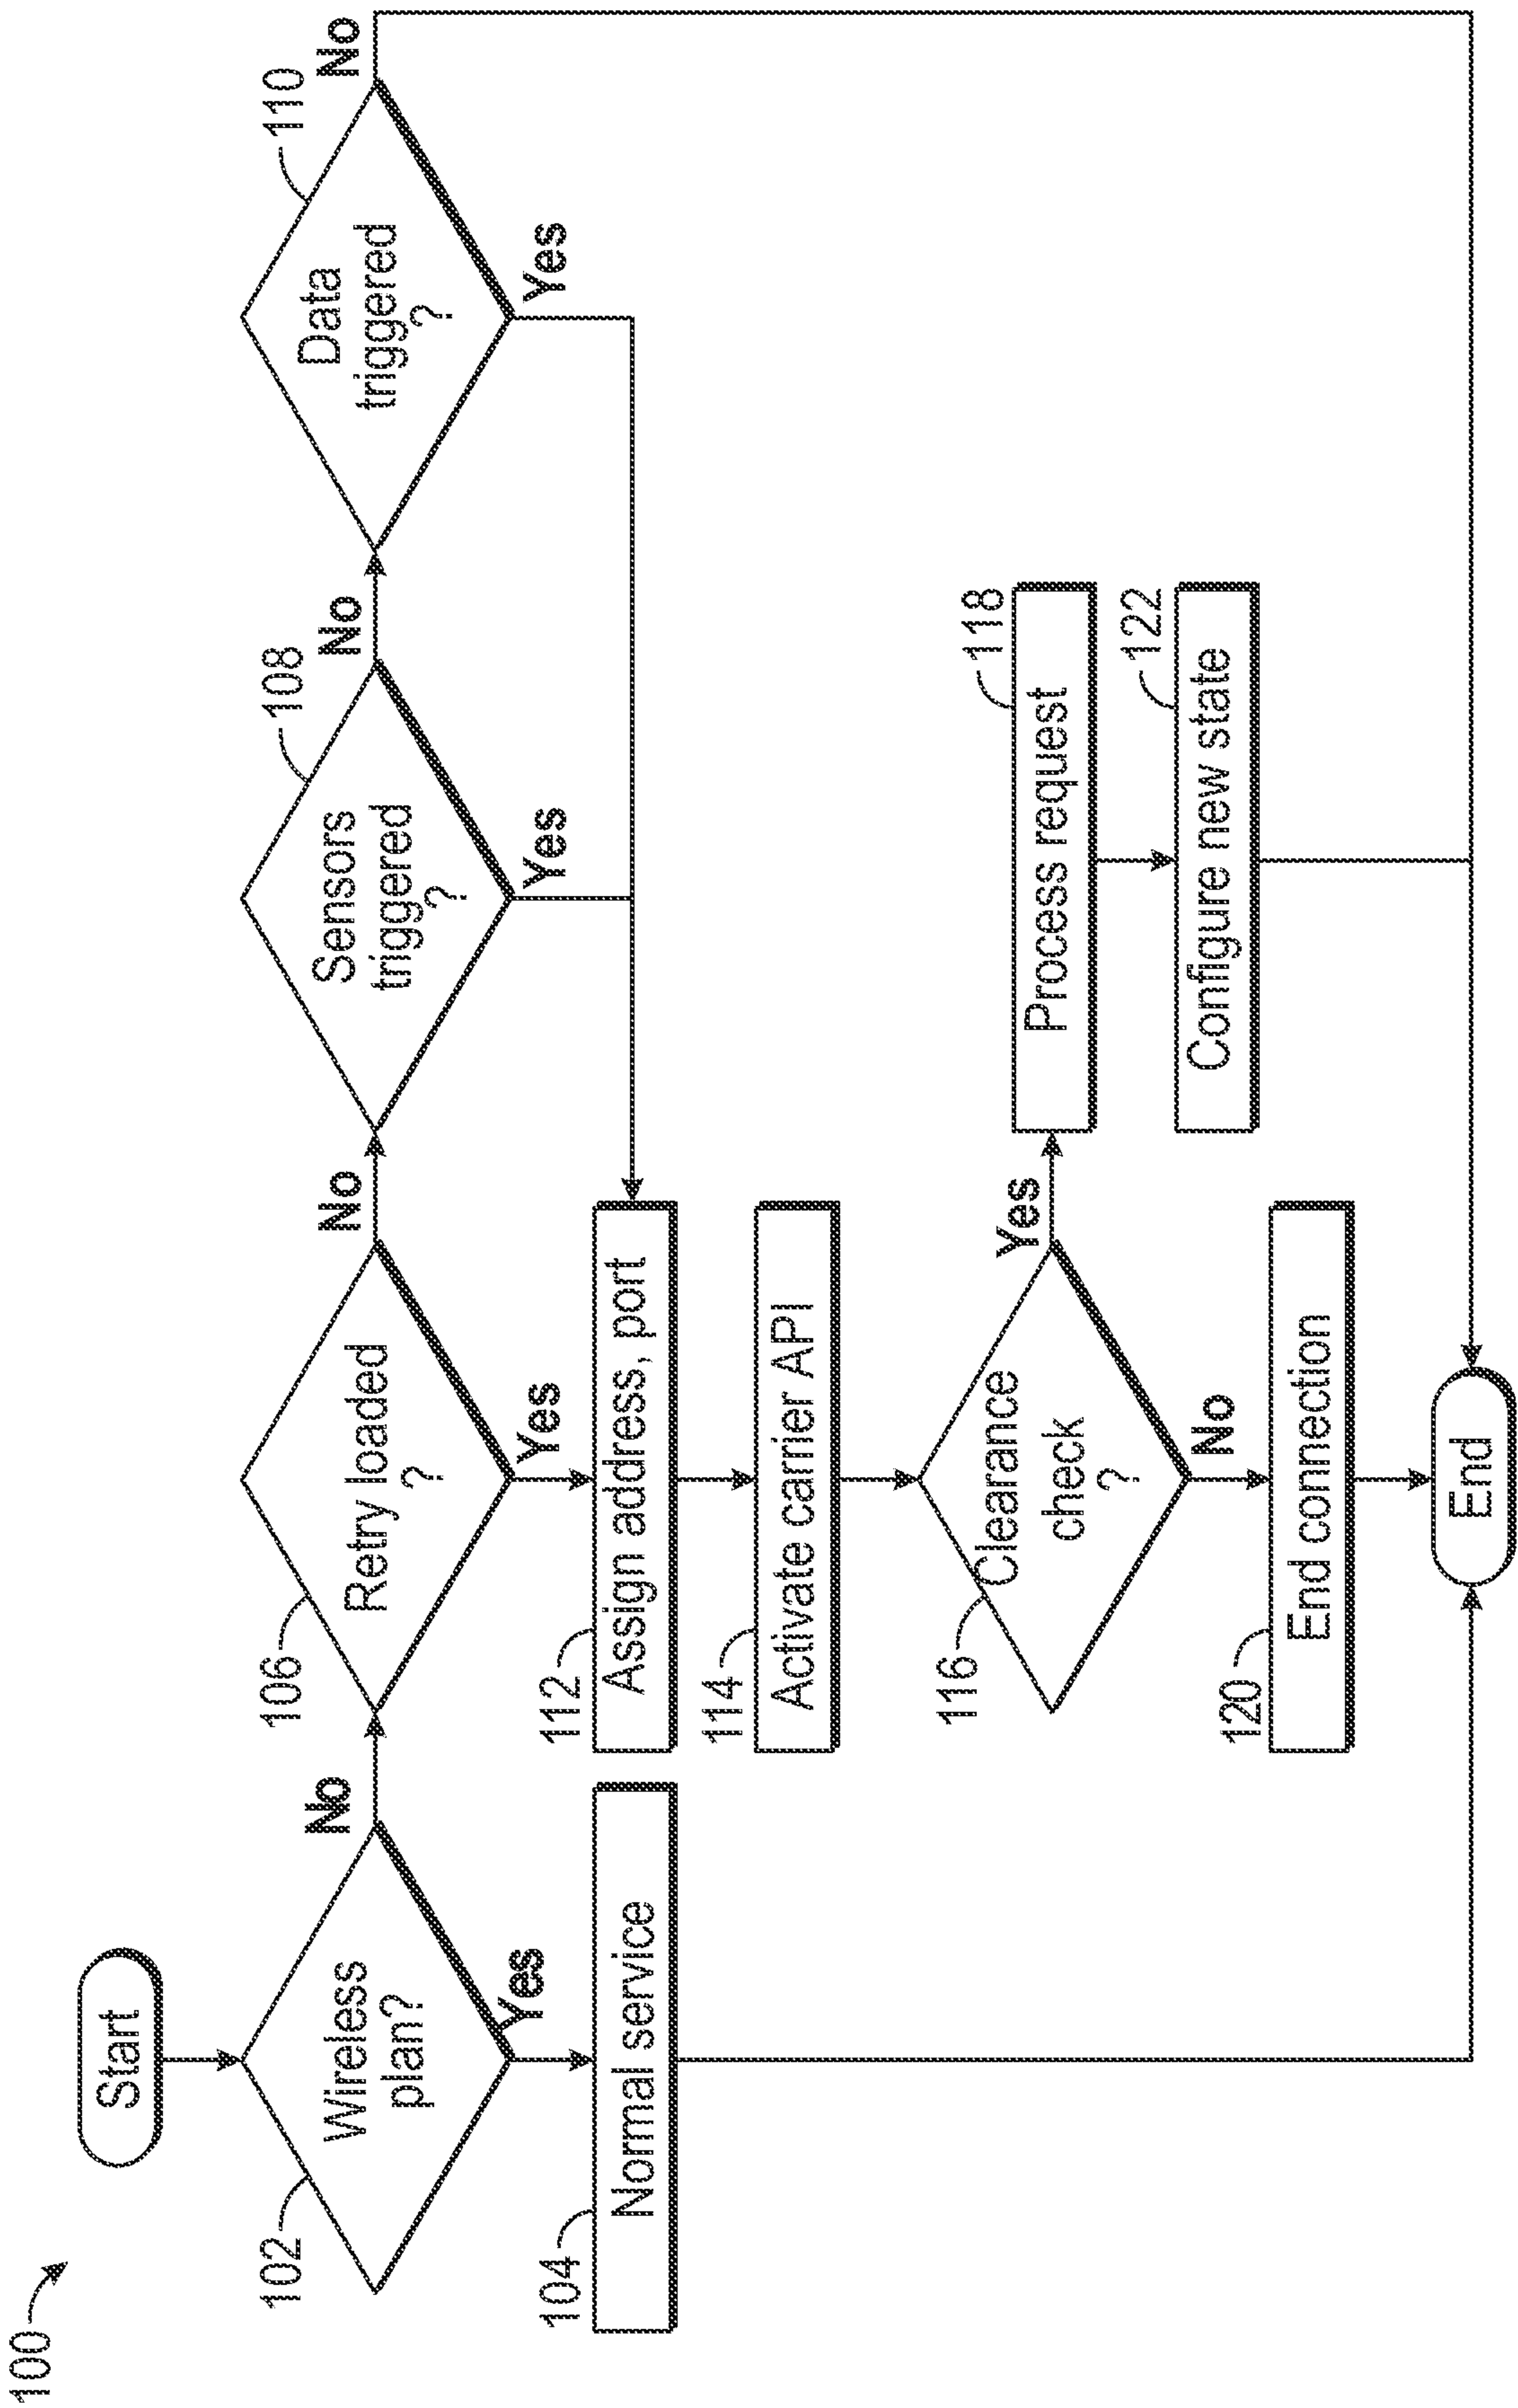 100
Start
102
Wireless
plan?
No
Yes
106
Retry loaded
?
No
Yes
108
Sensors
triggered
?
No
Yes
110
Data
triggered
?
No
Yes
104
Normal service
112
Assign address, port
114
Activate carrier API
116
Clearance
check
?
Yes
No
118
Process request
122
Configure new state
120
End connection
End